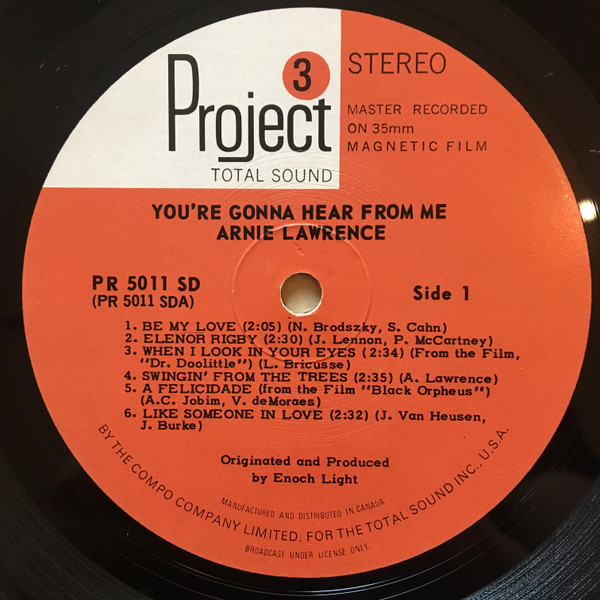 Project 3
TOTAL SOUND
STEREO
MASTER RECORDED
ON 35mm
MAGNETIC FILM
YOU'RE GONNA HEAR FROM ME
ARNIE LAWRENCE
PR 5011 SD
(PR 5011 SDA)
Side 1
1. BE MY LOVE (2:05) (N. Brodszky, S. Cahn)
2. ELENOR RIGBY (2:30) (J. Lennon, P. McCartney)
3. WHEN I LOOK IN YOUR EYES (2:34) (From the Film,
"Dr. Doolittle") (L. Bricusse)
4. SWINGIN' FROM THE TREES (2:35) (A. Lawrence)
5. A FELICIDADE (from the Film "Black Orpheus")
(A.C. Jobim, V. deMoraes)
6. LIKE SOMEONE IN LOVE (2:32) (J. Van Heusen,
J. Burke)
Originated and Produced
by Enoch Light
MANUFACTURED AND DISTRIBUTED IN CANADA
BY THE COMPO COMPANY LIMITED. FOR THE TOTAL SOUND INC., U.S.A.
BROADCAST UNDER LICENSE ONLY.